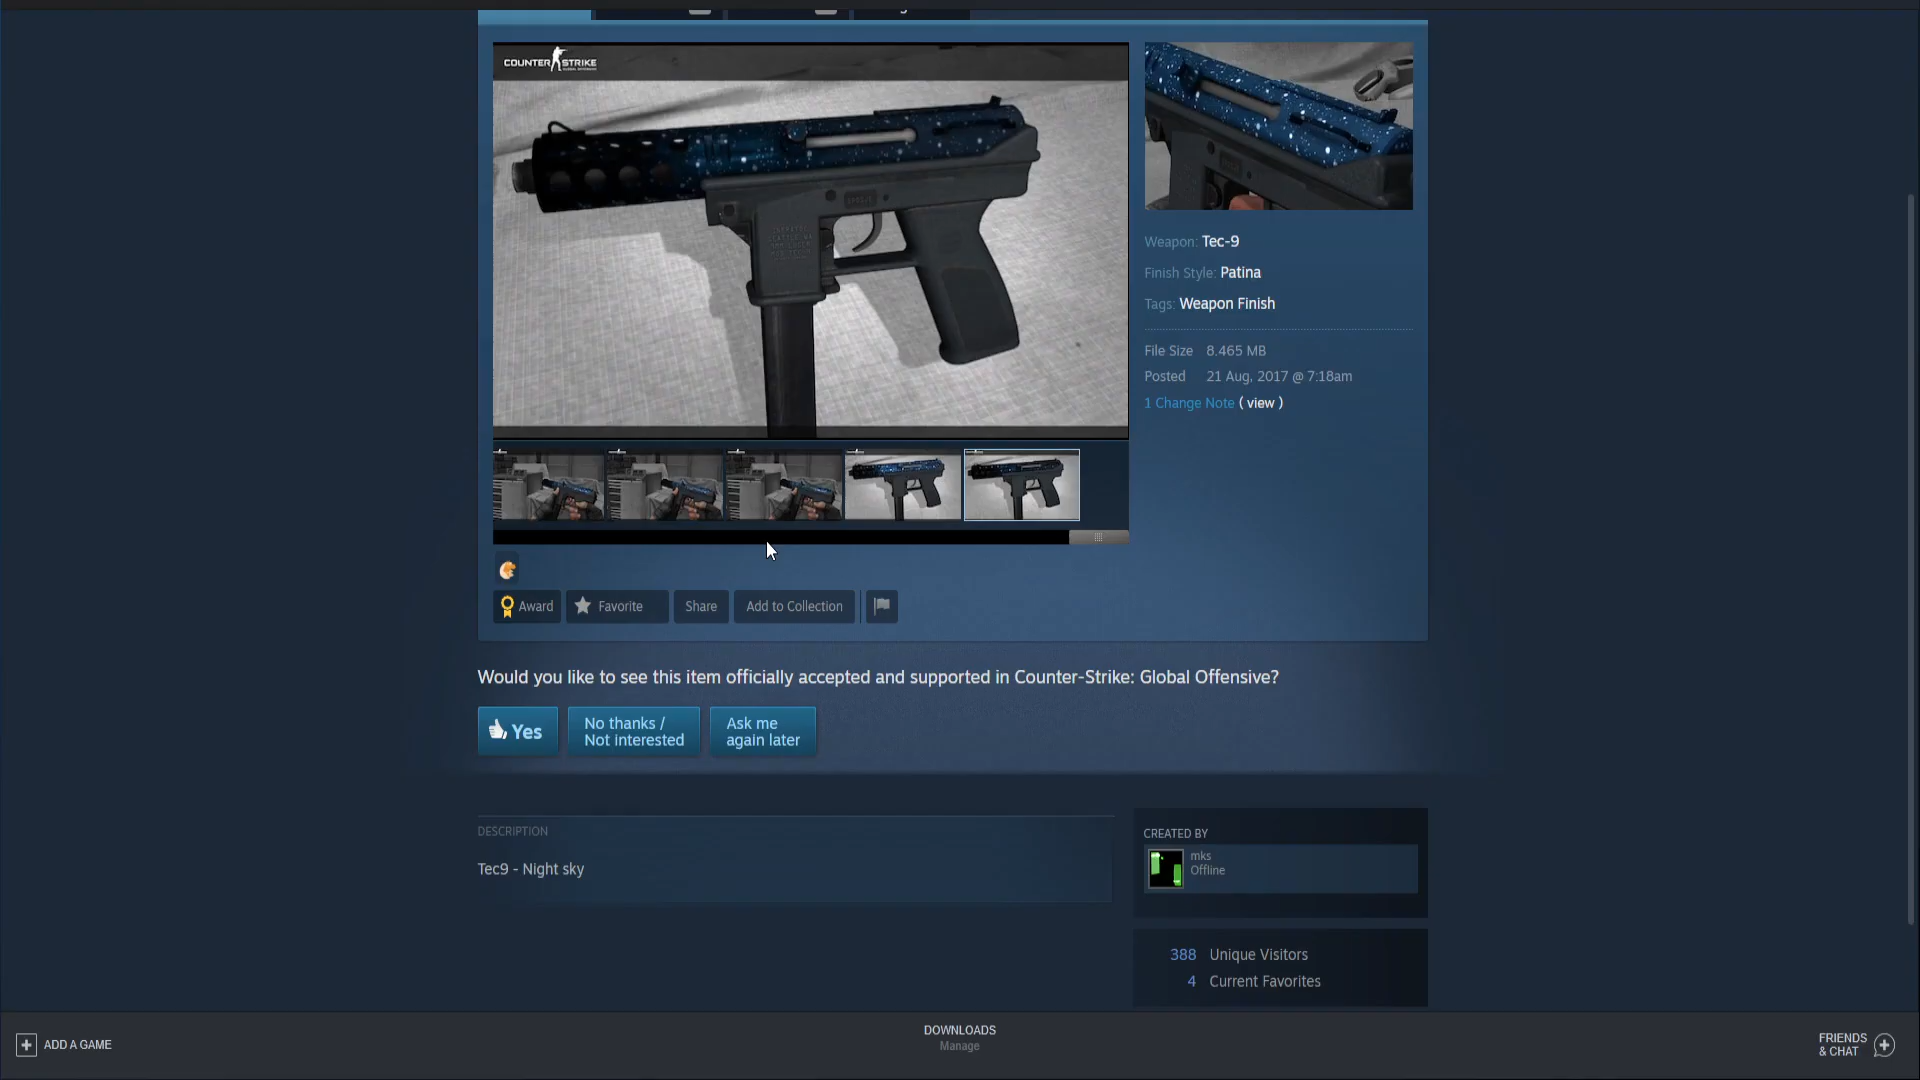 COUNTER STRIKE
Weapon: Tec-9
Finish Style: Patina
Tags: Weapon Finish
File Size 8.465 MB
Posted 21 Aug, 2017 @ 7:18am
1 Change Note ( view )
Award
Favorite
Share
Add to Collection
Would you like to see this item officially accepted and supported in Counter-Strike: Global Offensive?
Yes
No thanks /
Not interested
Ask me
again later
DESCRIPTION
Tec9 - Night sky
CREATED BY
mks
Offline
388 Unique Visitors
4 Current Favorites
ADD A GAME
DOWNLOADS
Manage
FRIENDS
& CHAT